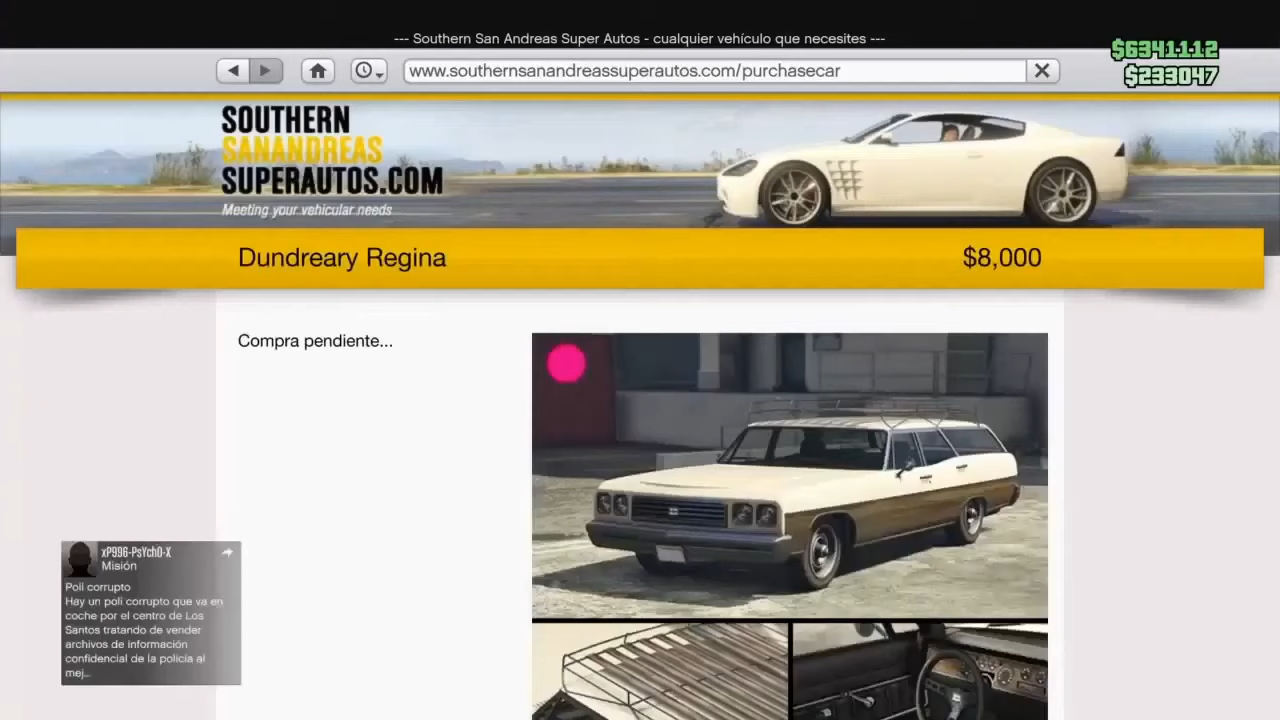 --- Southern San Andreas Super Autos - cualquier vehículo que necesites ---
$6341112
$233047
www.southernsanandreassuperautos.com/purchasecar
SOUTHERN
SANANDREAS
SUPERAUTOS.COM
Meeting your vehicular needs
Dundreary Regina
$8,000
Compra pendiente...
xP996-PsYchO-X
Misión
Poli corrupto
Hay un poli corrupto que va en
coche por el centro de Los
Santos tratando de vender
archivos de información
confidencial de la policía al
mej...